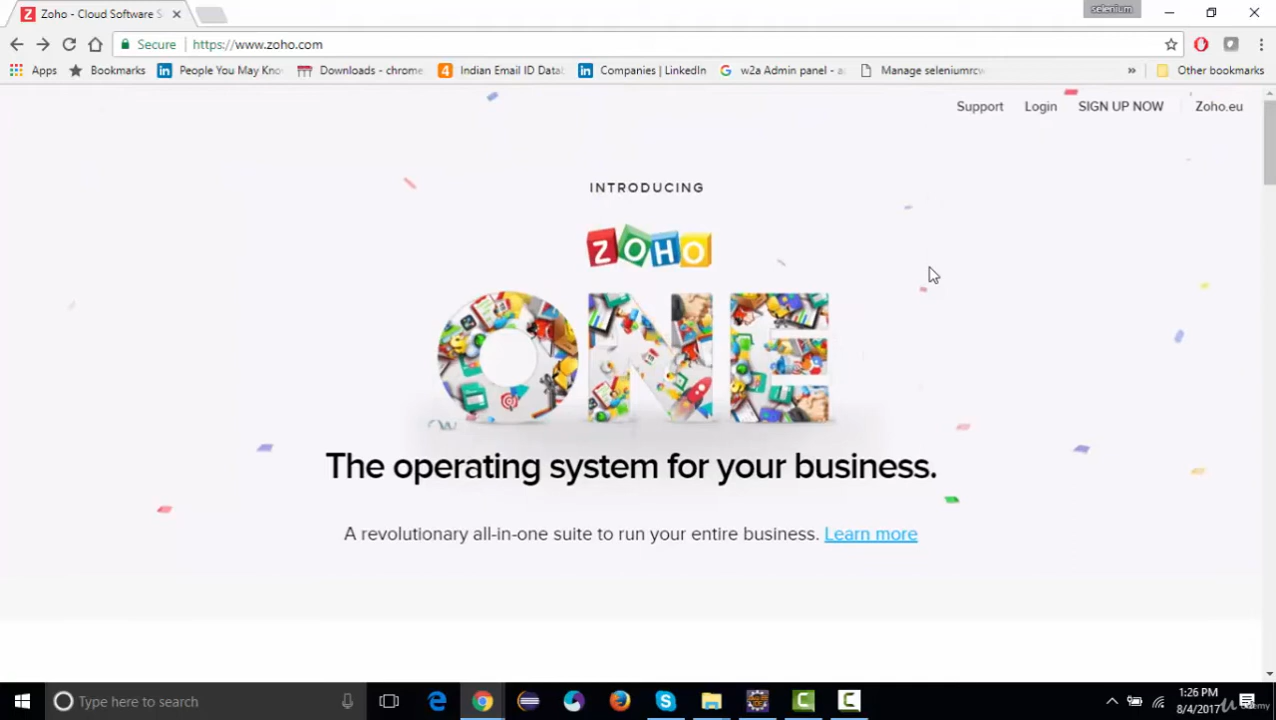 Zoho - Cloud Software S
selenium
Secure https://www.zoho.com
Apps Bookmarks People You May Kno Downloads - chrome Indian Email ID Datab Companies | LinkedIn w2a Admin panel - ac Manage seleniumrcw » Other bookmarks
Support Login SIGN UP NOW Zoho.eu
INTRODUCING
ZOHO
ONE
The operating system for your business.
A revolutionary all-in-one suite to run your entire business. Learn more
Type here to search
1:26 PM
8/4/2017